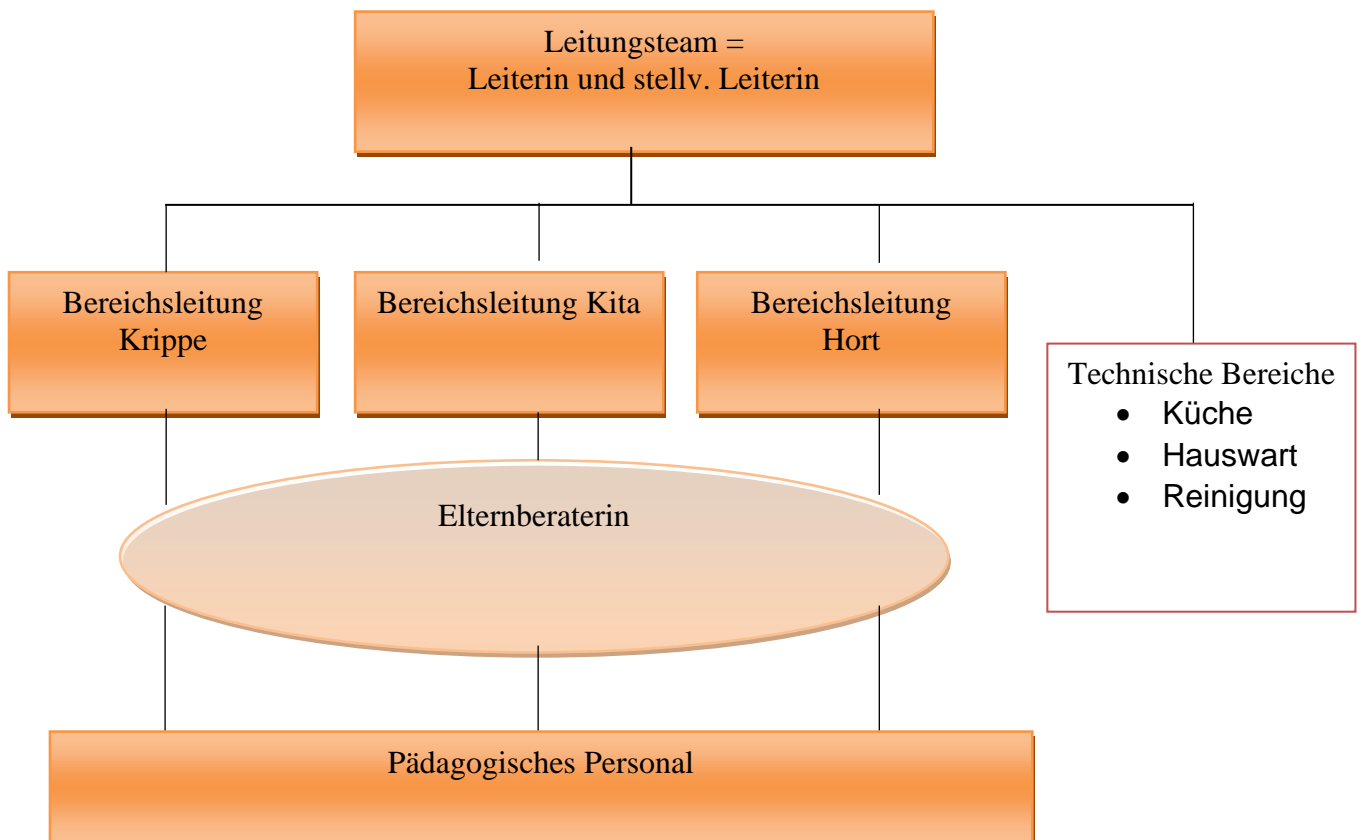 Leitungsteam =
Leiterin und stellv. Leiterin
Bereichsleitung
Krippe
Bereichsleitung Kita
Bereichsleitung
Hort
Technische Bereiche
• Küche
• Hauswart
• Reinigung
Elternberaterin
Pädagogisches Personal